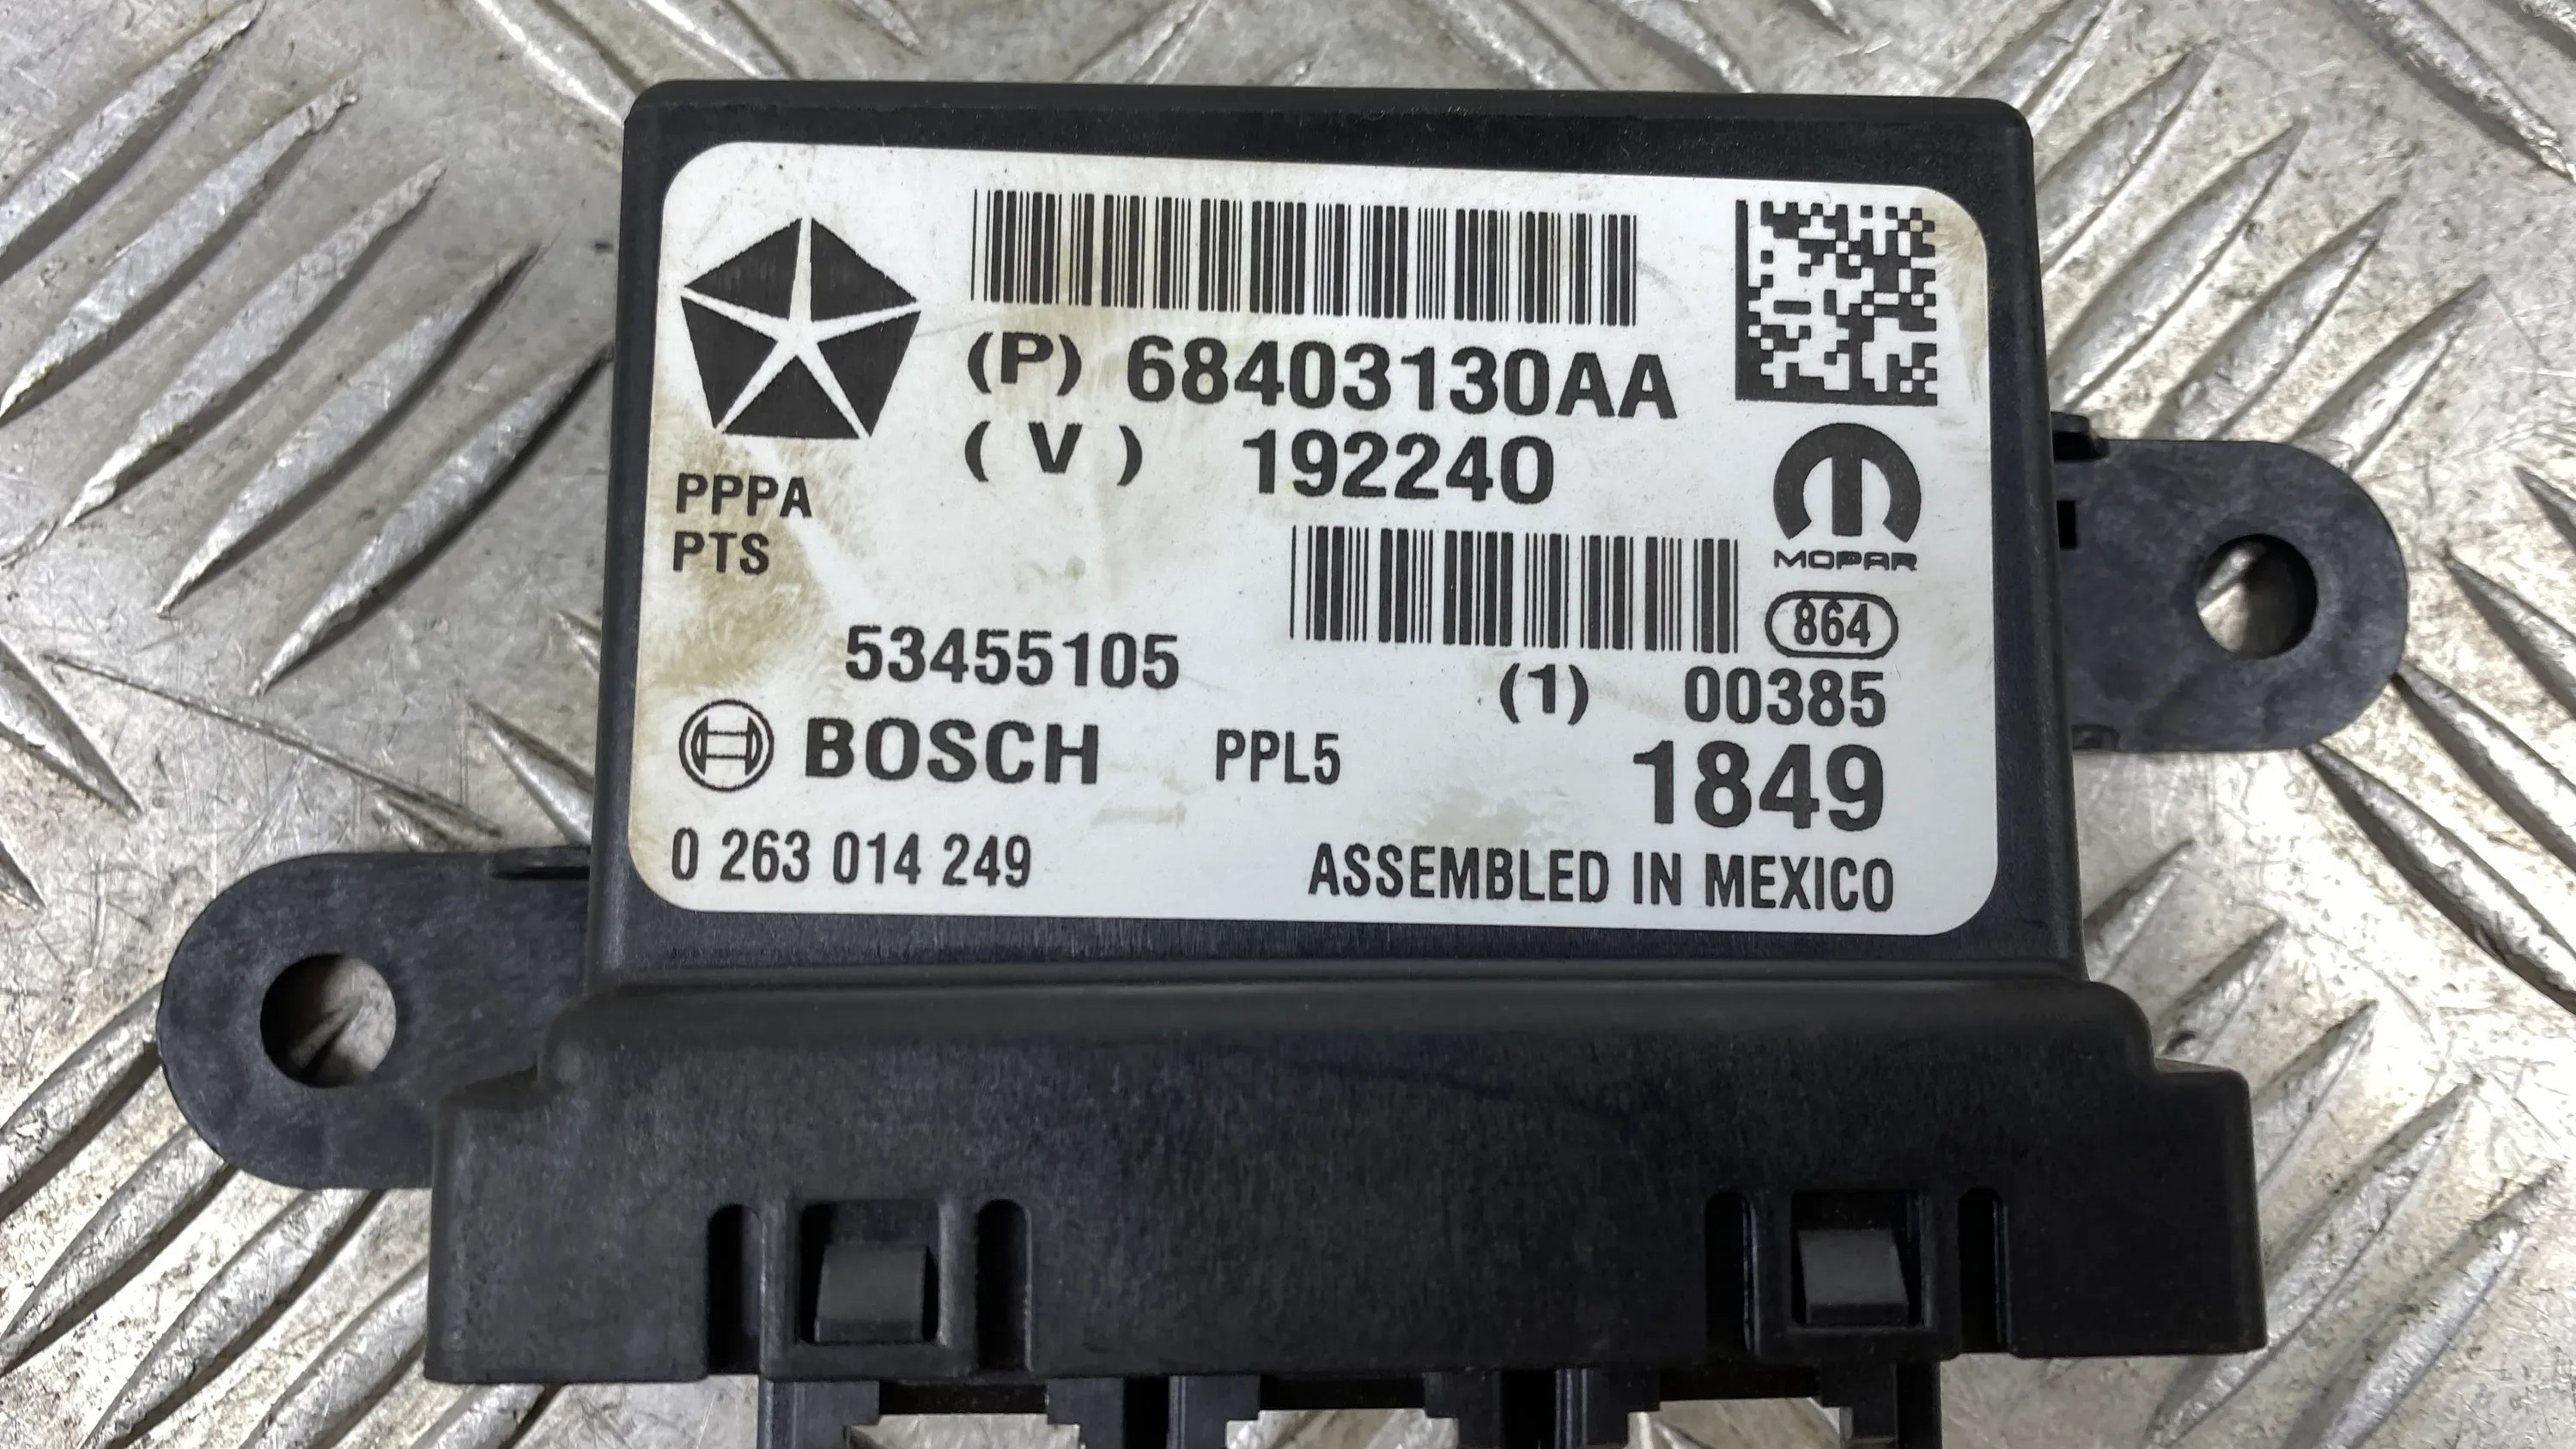 (P) 68403130AA
(V) 192240
PPPA
PTS
MOPAR
864
53455105
(1) 00385
BOSCH PPL5
1849
0 263 014 249
ASSEMBLED IN MEXICO